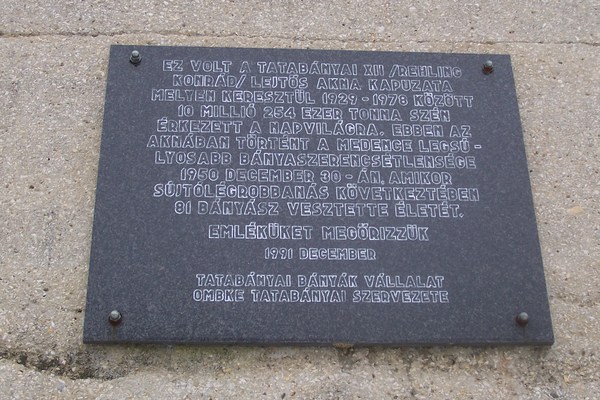 EZ VOLT A TATABÁNYAI XII /REHLING
KONRÁD/ LEJTŐS AKNA KAPUZATA
MELYEN KERESZTÜL 1929-1978 KÖZÖTT
10 MILLIÓ 254 EZER TONNA SZÉN
ÉRKEZETT A NAPVILÁGRA. EBBEN AZ
AKNÁBAN TÖRTÉNT A MEDENCE LEGSÚ-
LYOSABB BÁNYASZERENCSÉTLENSÉGE
1950 DECEMBER 30-ÁN, AMIKOR
SÚJTÓLÉGROBBANÁS KÖVETKEZTÉBEN
81 BÁNYÁSZ VESZTETTE ÉLETÉT.
EMLÉKÜKET MEGŐRIZZÜK
1991 DECEMBER
TATABÁNYAI BÁNYÁK VÁLLALAT
OMBKE TATABÁNYAI SZERVEZETE